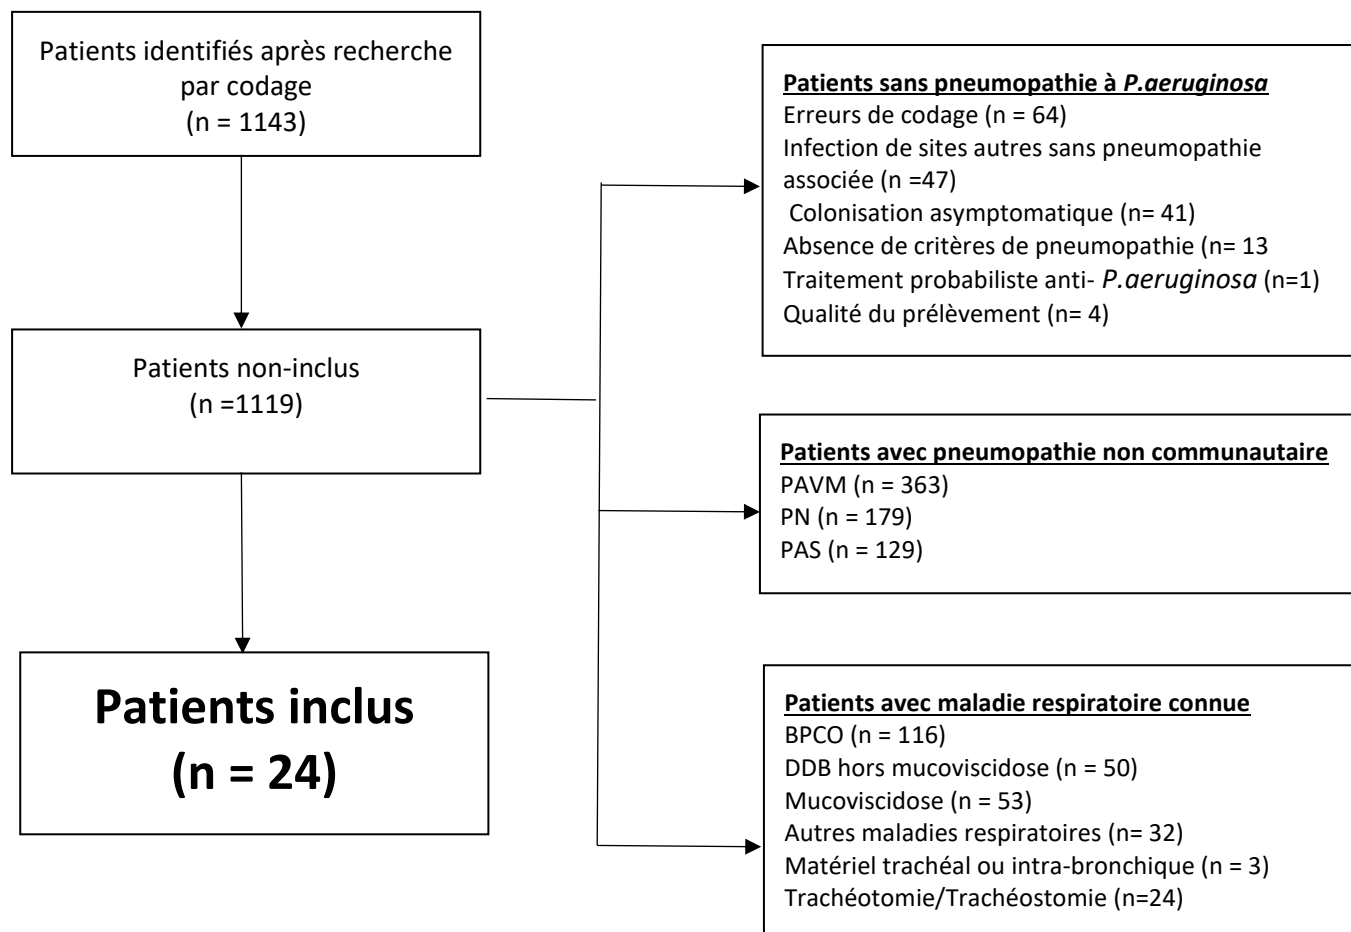 Patients identifiés après recherche
par codage
(n = 1143)
Patients non-inclus
(n =1119)
Patients inclus
(n = 24)
Patients sans pneumopathie à P.aeruginosa
Erreurs de codage (n = 64)
Infection de sites autres sans pneumopathie
associée (n =47)
Colonisation asymptomatique (n= 41)
Absence de critères de pneumopathie (n= 13
Traitement probabiliste anti- P.aeruginosa (n=1)
Qualité du prélèvement (n= 4)
Patients avec pneumopathie non communautaire
PAVM (n = 363)
PN (n = 179)
PAS (n = 129)
Patients avec maladie respiratoire connue
BPCO (n = 116)
DDB hors mucoviscidose (n = 50)
Mucoviscidose (n = 53)
Autres maladies respiratoires (n= 32)
Matériel trachéal ou intra-bronchique (n = 3)
Trachéotomie/Trachéostomie (n=24)